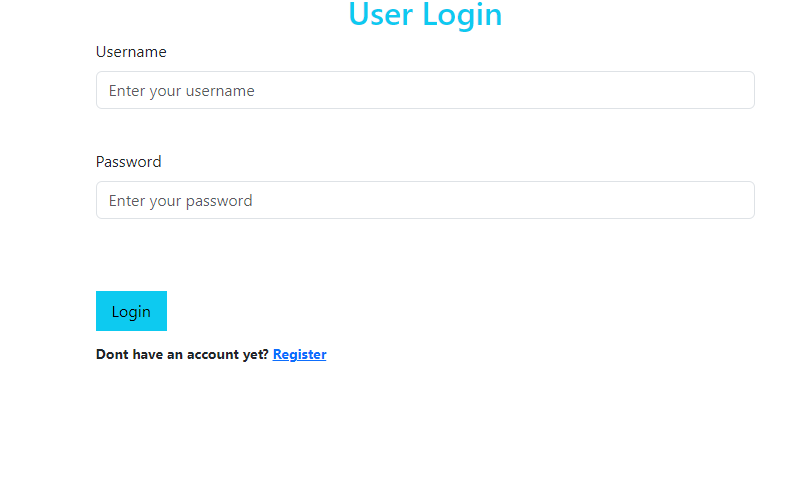 User Login
Username
Enter your username
Password
Enter your password
Login
Dont have an account yet? Register